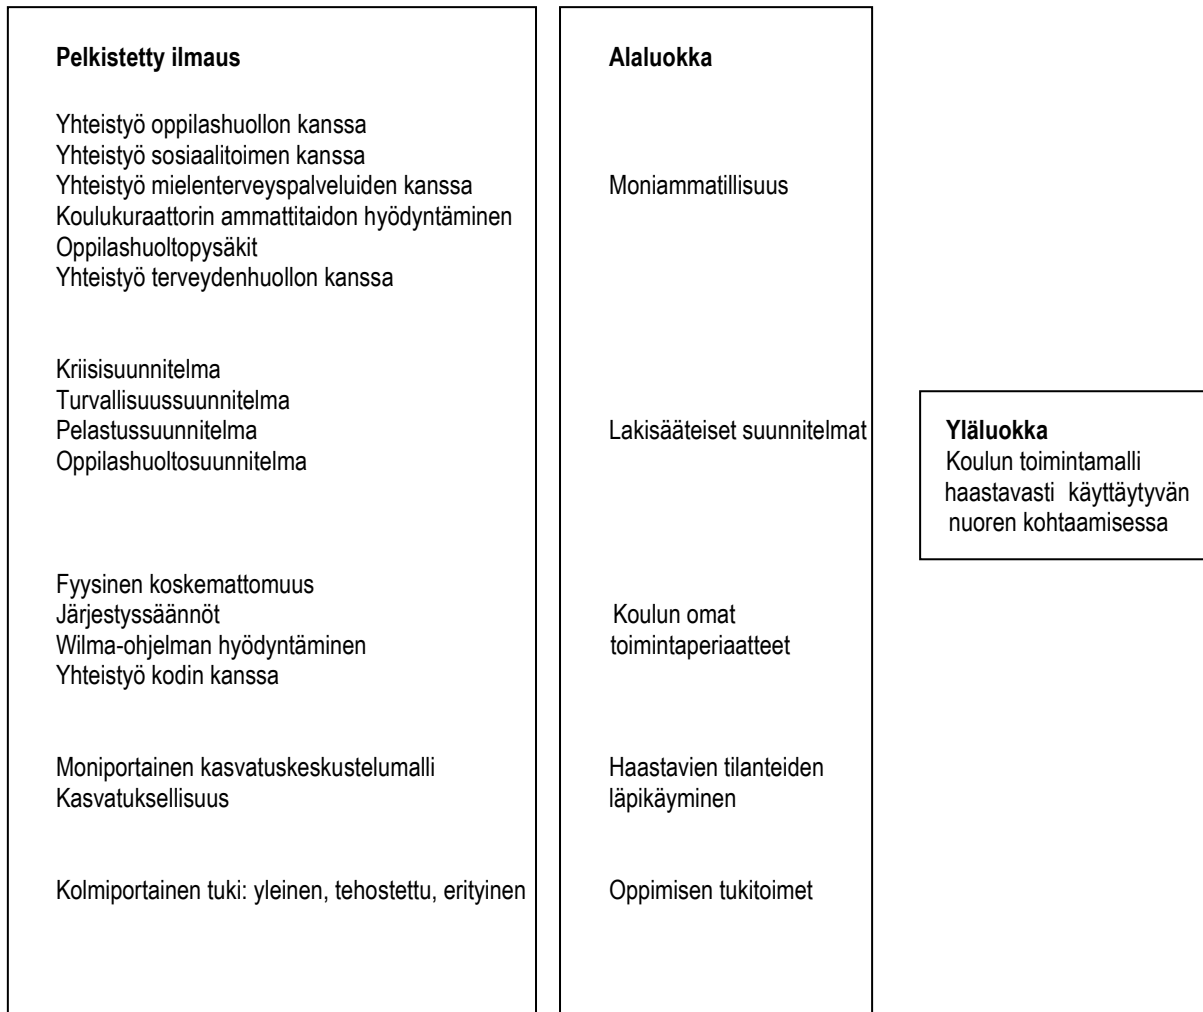 Pelkistetty ilmaus
Yhteistyö oppilashuollon kanssa
Yhteistyö sosiaalitoimen kanssa
Yhteistyö mielenterveyspalveluiden kanssa
Koulukuraattorin ammattitaidon hyödyntäminen
Oppilashuoltopysäkit
Yhteistyö terveydenhuollon kanssa
Kriisisuunnitelma
Turvallisuussuunnitelma
Pelastussuunnitelma
Oppilashuoltosuunnitelma
Fyysinen koskemattomuus
Järjestyssäännöt
Wilma-ohjelman hyödyntäminen
Yhteistyö kodin kanssa
Moniportainen kasvatuskeskustelumalli
Kasvatuksellisuus
Kolmiportainen tuki: yleinen, tehostettu, erityinen
Alaluokka
Moniammatillisuus
Lakisääteiset suunnitelmat
Koulun omat
toimintaperiaatteet
Haastavien tilanteiden
läpikäyminen
Oppimisen tukitoimet
Yläluokka
Koulun toimintamalli
haastavasti käyttäytyvän
nuoren kohtaamisessa